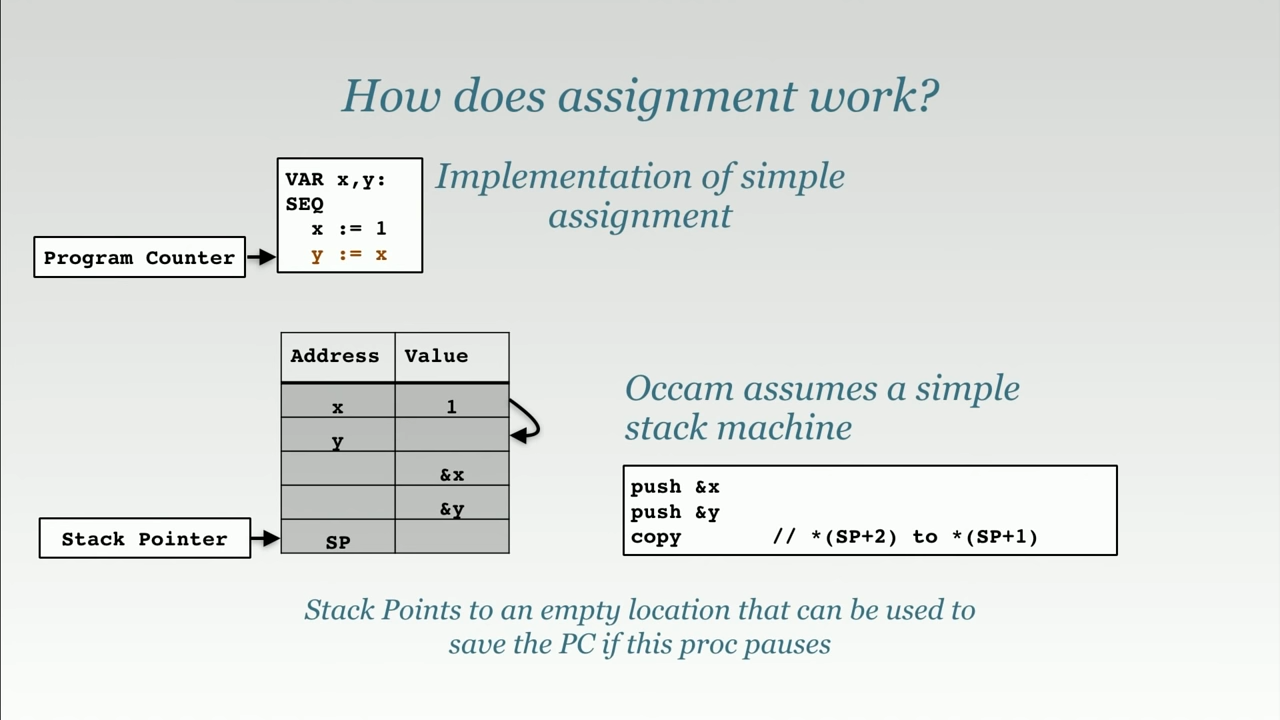 How does assignment work?
VAR x,y:
SEQ
x := 1
y := x
Implementation of simple
assignment
Program Counter
Address Value
x 1
y
&x
&y
SP
Stack Pointer
Occam assumes a simple
stack machine
push &x
push &y
copy // *(SP+2) to *(SP+1)
Stack Points to an empty location that can be used to
save the PC if this proc pauses